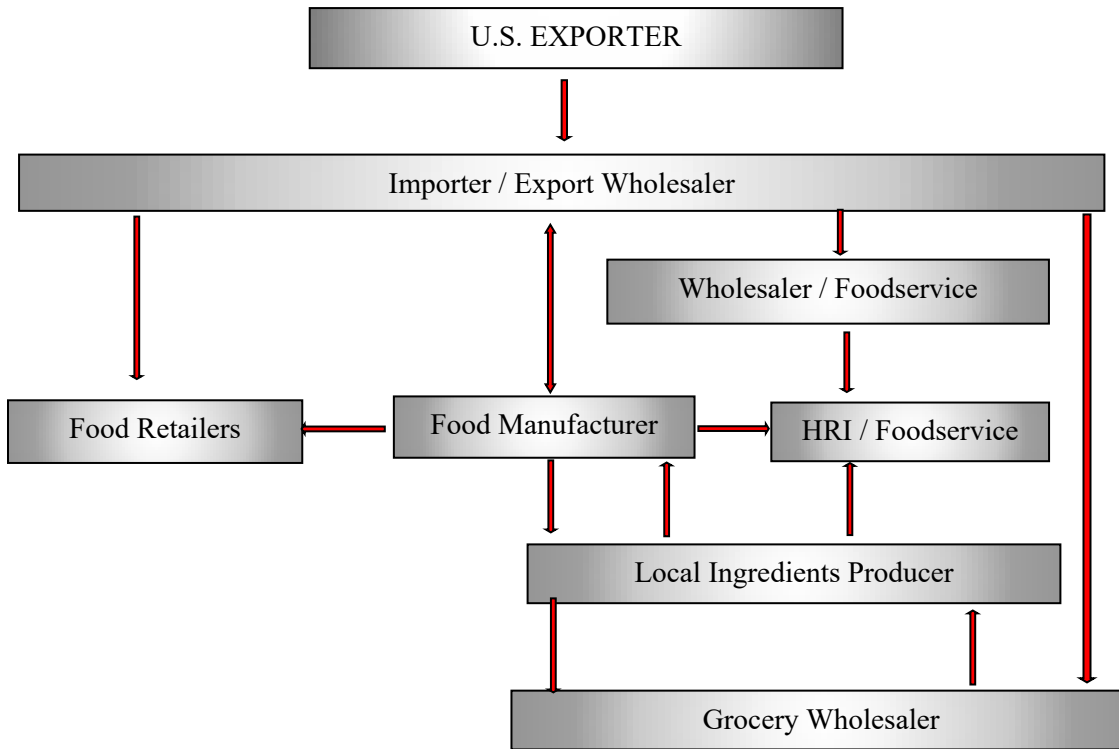 U.S. EXPORTER
Importer / Export Wholesaler
Wholesaler / Foodservice
Food Retailers
Food Manufacturer
HRI / Foodservice
Local Ingredients Producer
Grocery Wholesaler